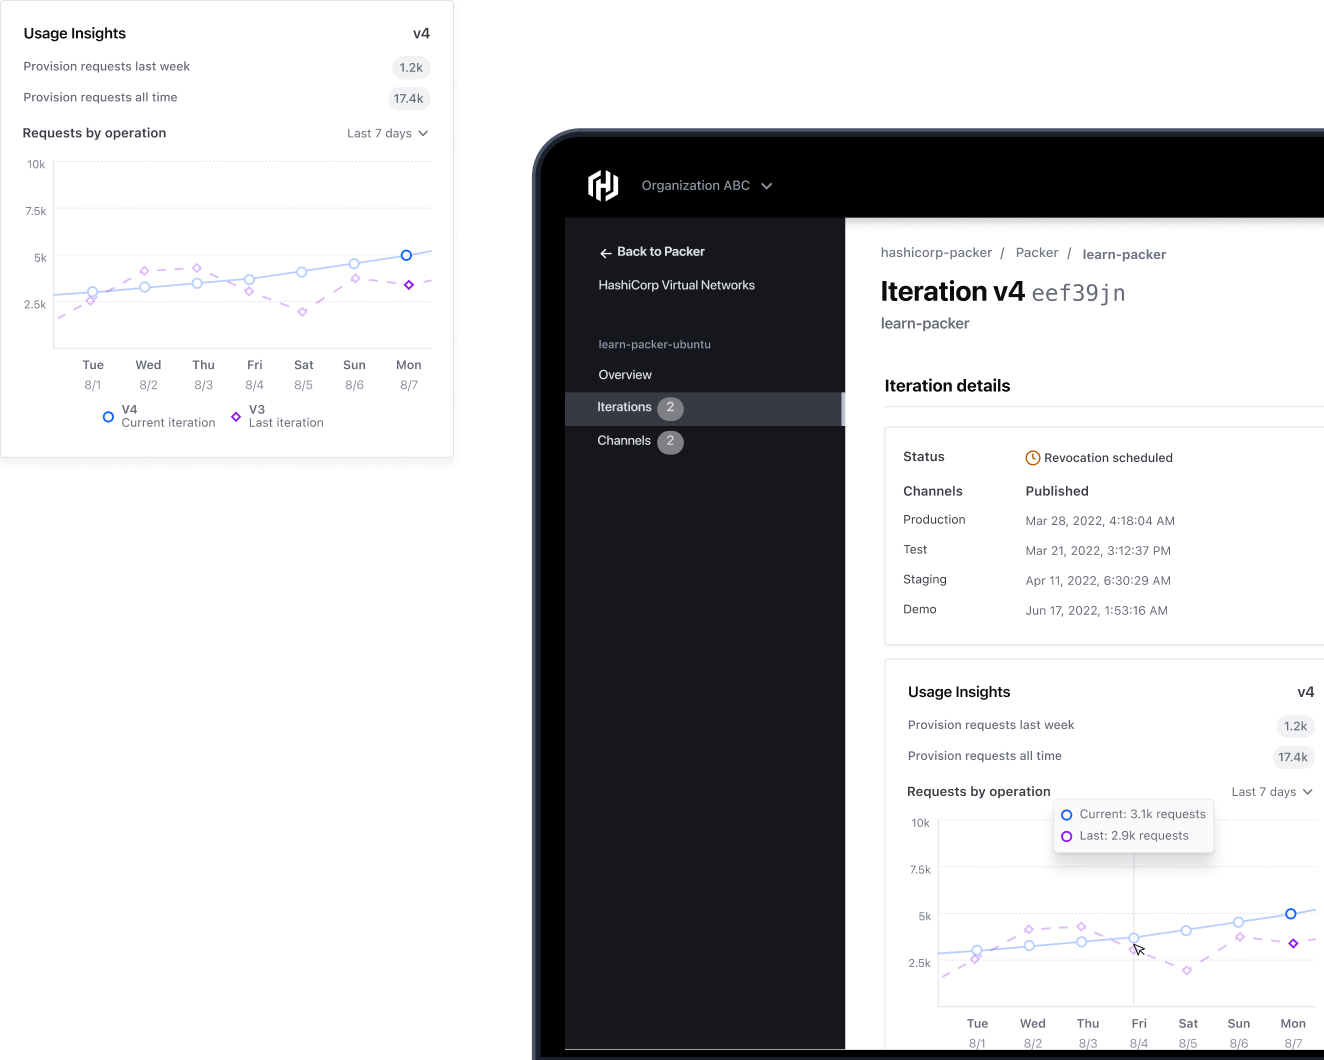 Usage Insights v4
Provision requests last week 1.2k
Provision requests all time 17.4k
Requests by operation Last 7 days
10k
7.5k
5k
2.5k
Tue Wed Thu Fri Sat Sun Mon
8/1 8/2 8/3 8/4 8/5 8/6 8/7
V4 V3
Current iteration Last iteration
Organization ABC
Back to Packer
HashiCorp Virtual Networks
learn-packer-ubuntu
Overview
Iterations 2
Channels 2
hashicorp-packer / Packer / learn-packer
Iteration v4 eef39jn
learn-packer
Iteration details
Status Revocation scheduled
Channels Published
Production Mar 28, 2022, 4:18:04 AM
Test Mar 21, 2022, 3:12:37 PM
Staging Apr 11, 2022, 6:30:29 AM
Demo Jun 17, 2022, 1:53:16 AM
Usage Insights v4
Provision requests last week 1.2k
Provision requests all time 17.4k
Requests by operation Last 7 days
Current: 3.1k requests
Last: 2.9k requests
10k
7.5k
5k
2.5k
Tue Wed Thu Fri Sat Sun Mon
8/1 8/2 8/3 8/4 8/5 8/6 8/7